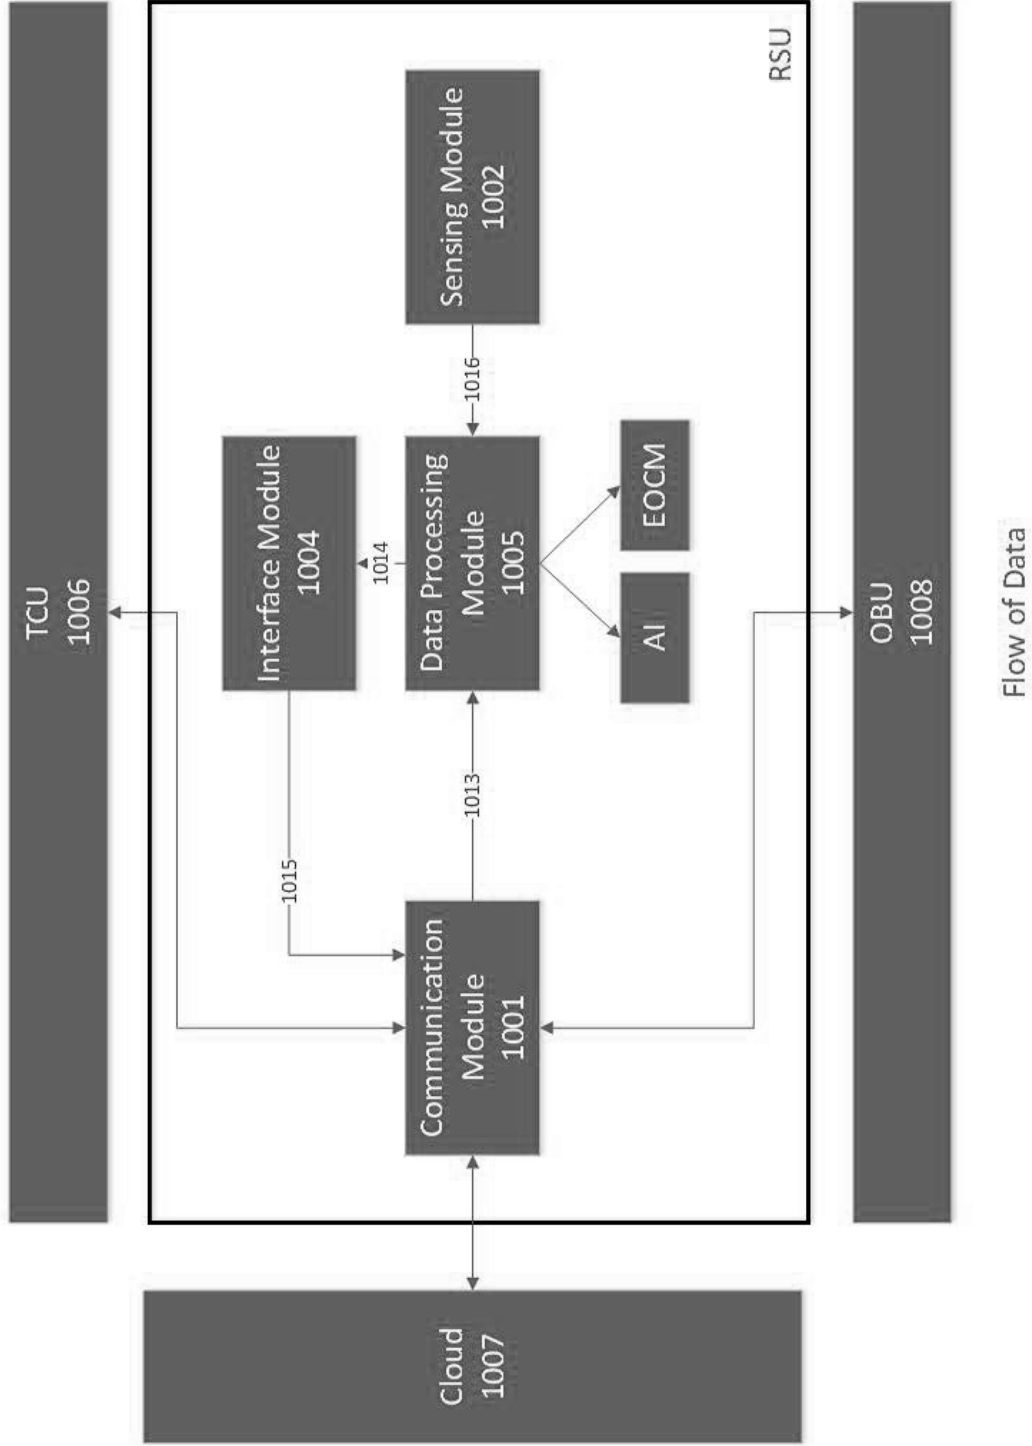 TCU
1006
RSU
Sensing Module
1002
1016
Interface Module
1004
1014
Data Processing
Module
1005
EOCM
AI
1013
1015
Communication
Module
1001
Cloud
1007
OBU
1008
Flow of Data